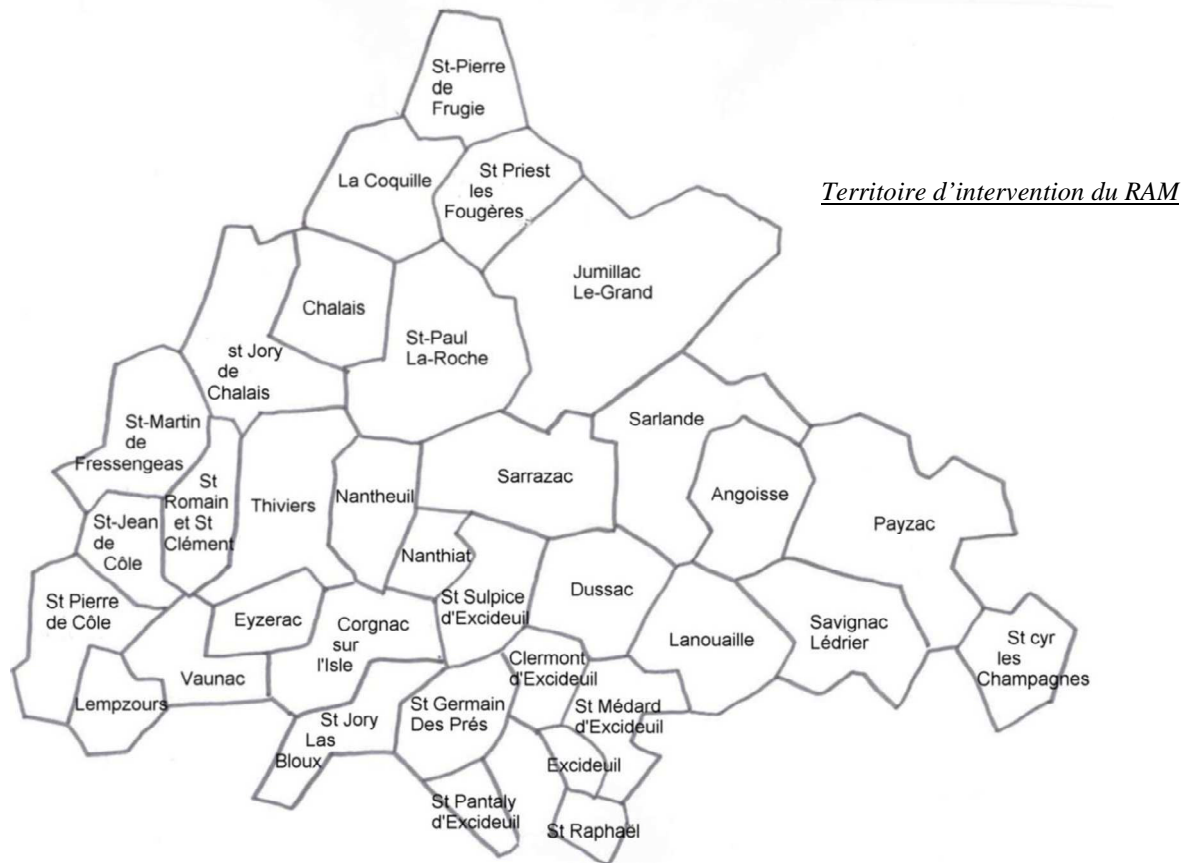 St-Pierre
de
Frugie
La Coquille
St Priest
les
Fougères
Territoire d'intervention du RAM
Jumillac
Le-Grand
Chalais
St-Paul
La-Roche
st Jory
de
Chalais
St-Martin
de
Fressengeas
Sarlande
St
Romain
et St
Clément
Thiviers
Nantheuil
Sarrazac
Angoisse
Payzac
St-Jean
de
Côle
Nanthiat
St Pierre
de Côle
Eyzerac
Corgnac
sur
l'Isle
St Sulpice
d'Excideuil
Dussac
Lanouaille
Savignac
Lédrier
St cyr
les
Champagnes
Vaunac
Lempzours
Clermont
d'Excideuil
St Jory
Las
Bloux
St Germain
Des Prés
St Médard
d'Excideuil
Excideuil
St Pantaly
d'Excideuil
St Raphaël